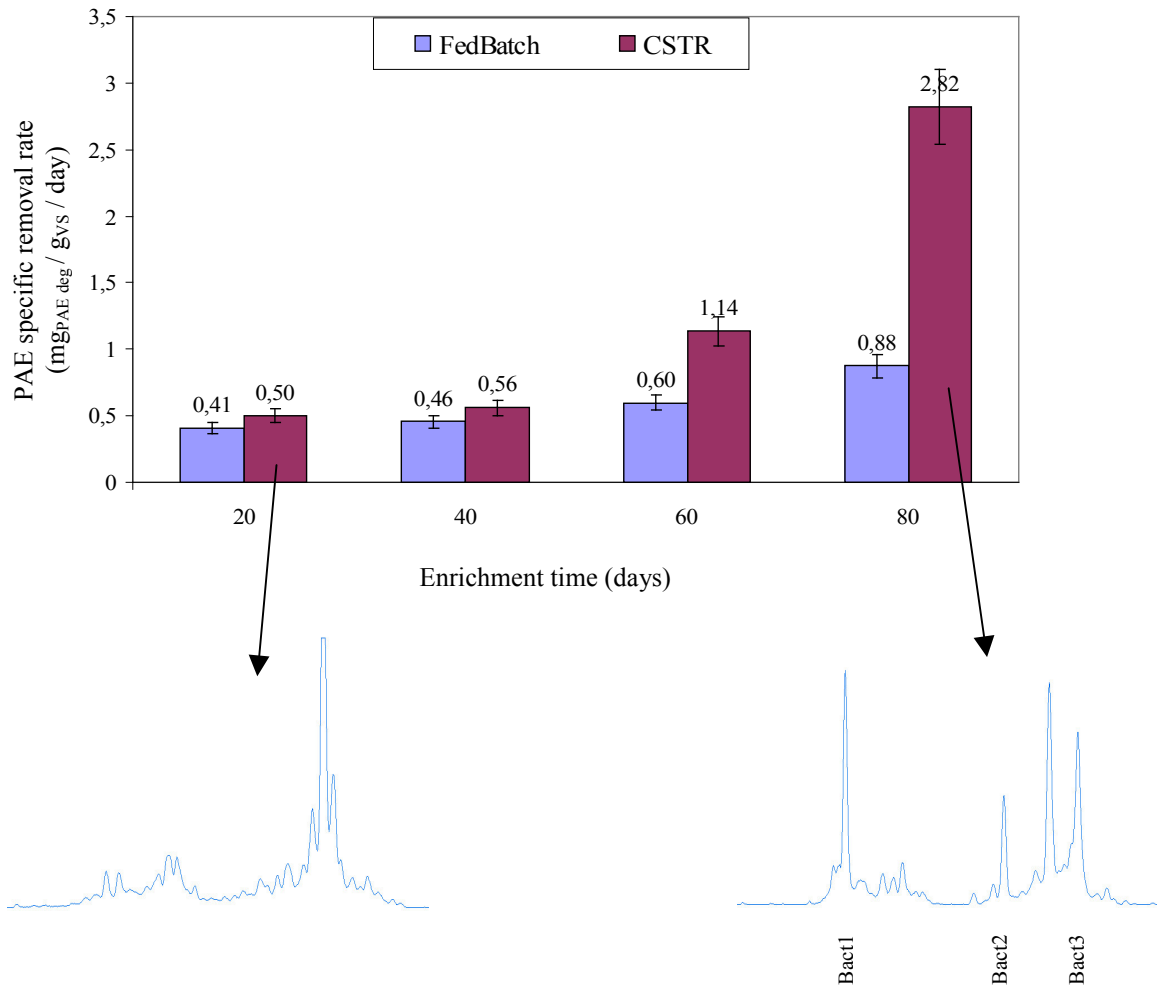 FedBatch CSTR
PAE specific removal rate
(mgPAE deg / gVS / day)
3,5
3
2,5
2
1,5
1
0,5
0
0,41
0,50
0,46
0,56
0,60
1,14
0,88
2,82
20 40 60 80
Enrichment time (days)
Bact1
Bact2
Bact3